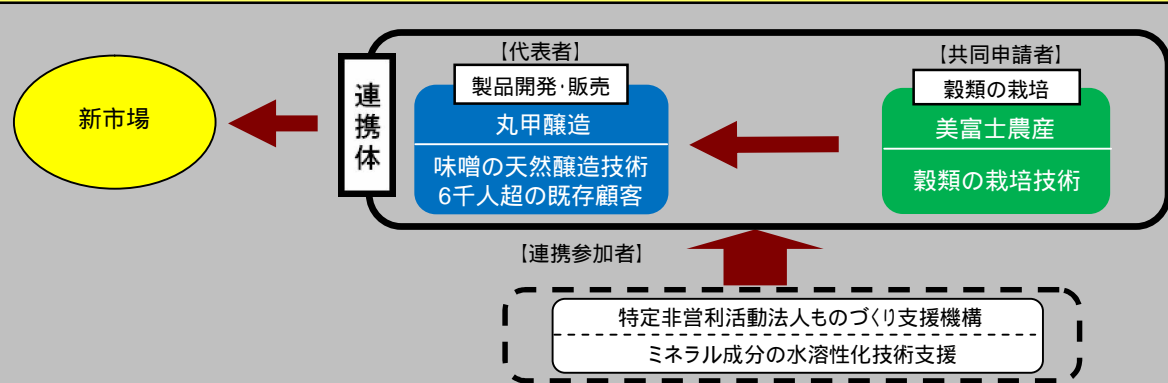 【代表者】
【共同申請者】
連携体
製品開発・販売
穀類の栽培
新市場
丸甲醸造
美富士農産
味噌の天然醸造技術
6千人超の既存顧客
穀類の栽培技術
【連携参加者】
特定非営利活動法人ものづくり支援機構
ミネラル成分の水溶性化技術支援